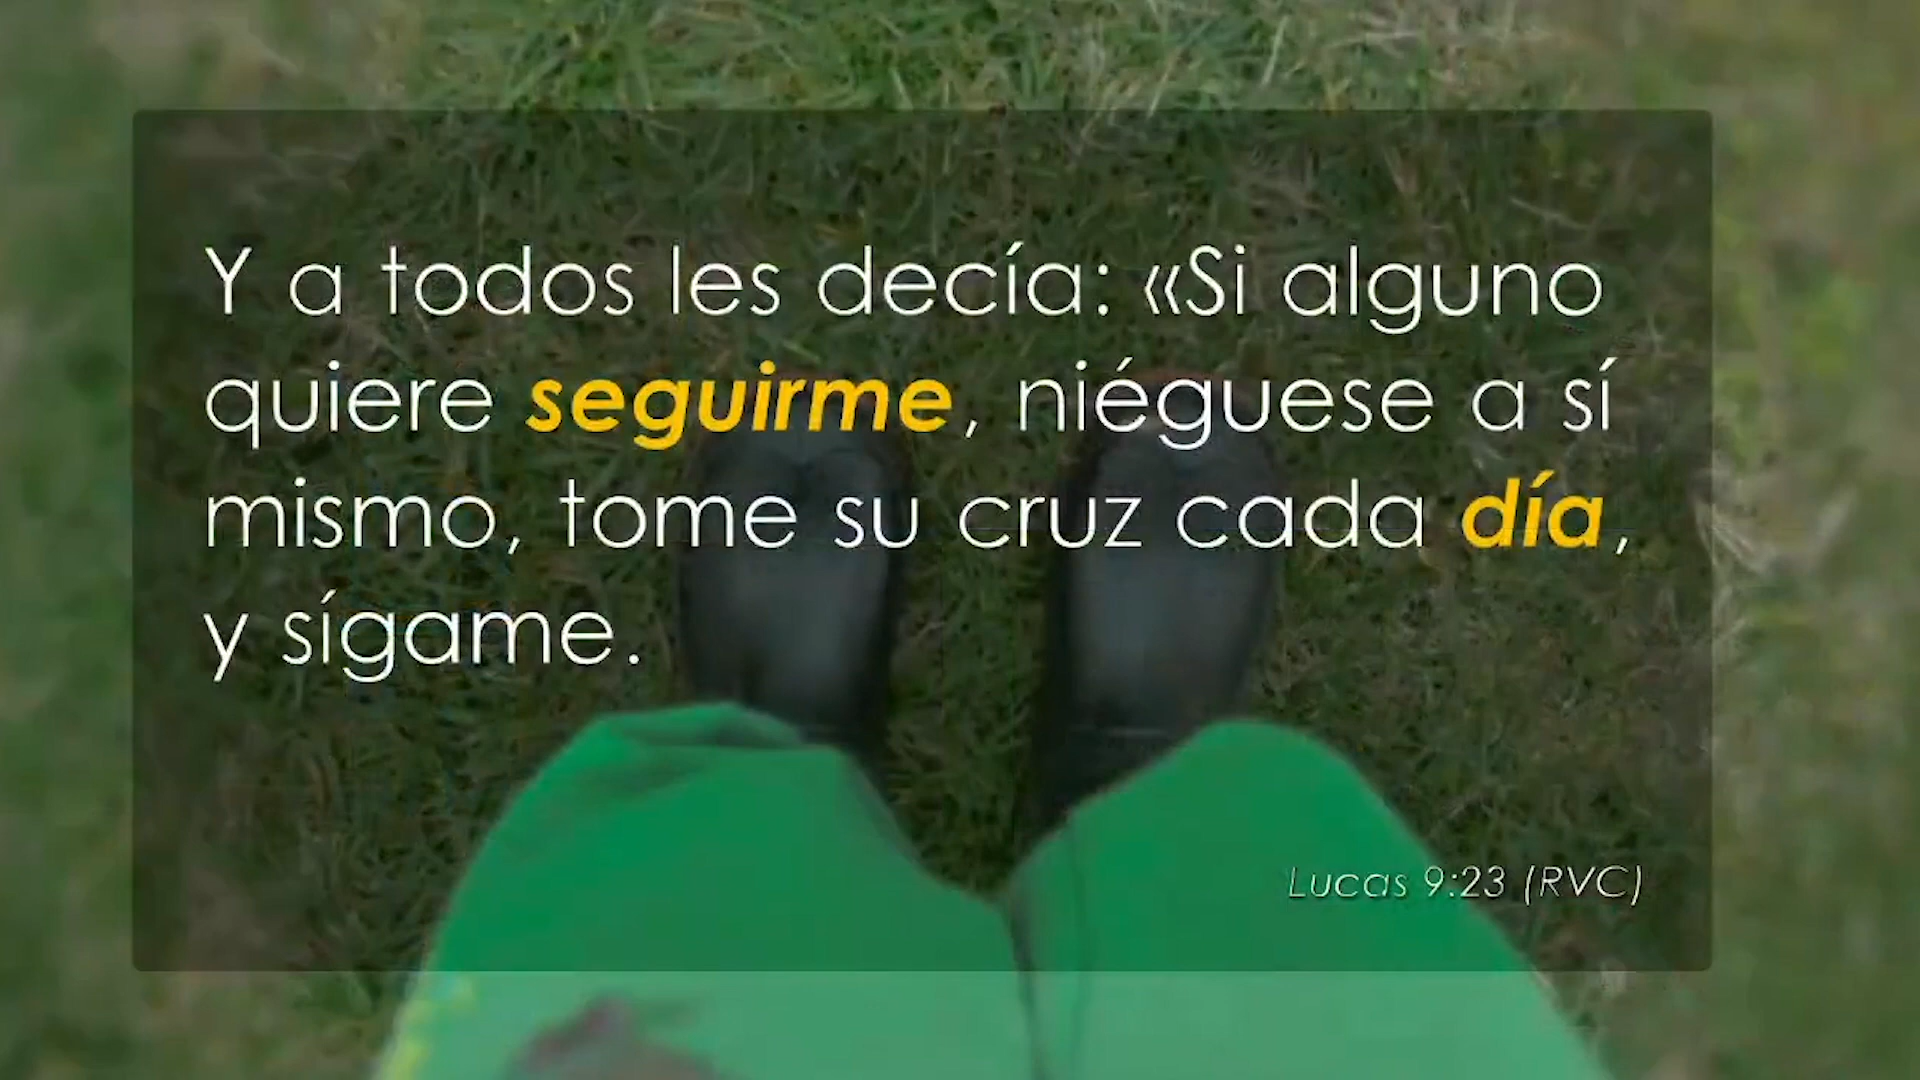 Y a todos les decía: «Si alguno
quiere seguirme, niéguese a sí
mismo, tome su cruz cada día,
y sígame.
Lucas 9:23 (RVC)